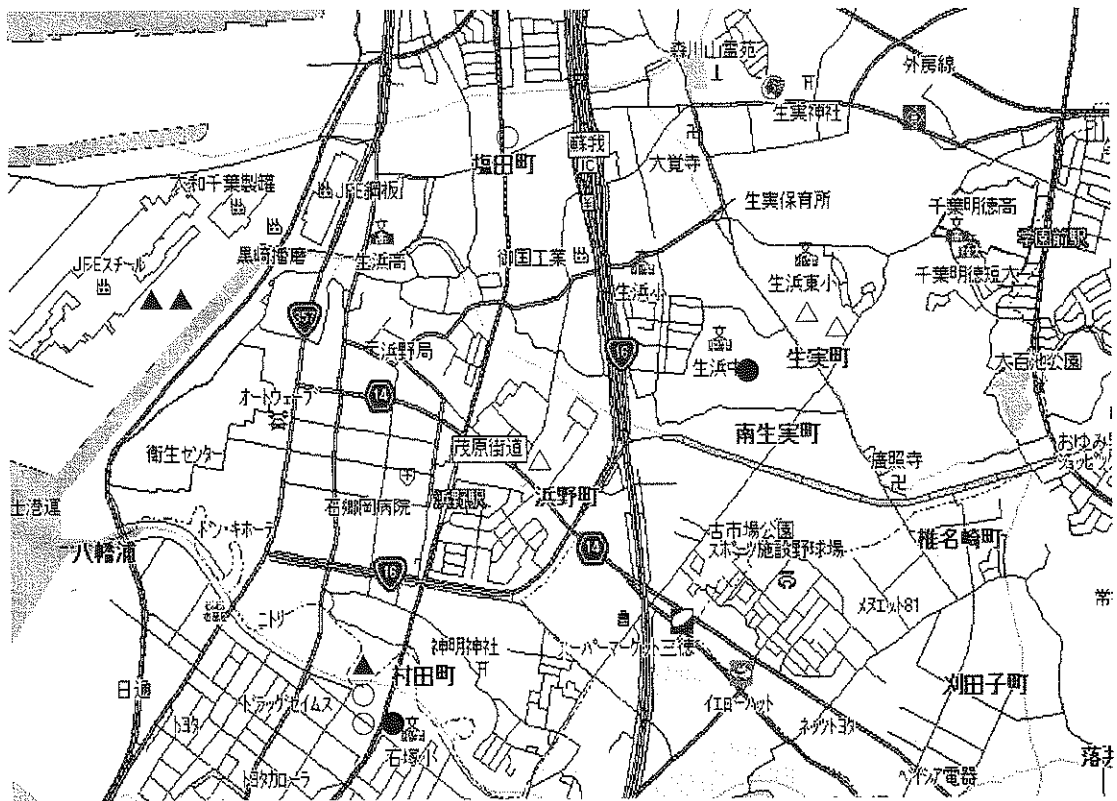 森川山霊苑
外房線
生実神社
蘇我
IC
大覚寺
塩田町
大和千葉製罐
JFE鋼板
生実保育所
千葉明徳高
学園前駅
黒崎播磨
生浜高
御国工業
JFEスチール
生浜小
生浜東小
千葉明徳短大
357
元浜野局
16
生浜中
生実町
大百池公園
オートウェーブ
14
南生実町
茂原街道
おゆみ野
ショッピン
衛生センター
廣照寺
石郷岡病院
浜野駅
浜野町
ドン・キホーテ
古市場公園
スポーツ施設野球場
椎名崎町
八幡浦
14
16
メヌエット81
ニトリ
神明神社
スーパーマーケット三徳
村田町
刈田子町
日通
ドラッグセイムス
イエローハット
トヨタ
ネッツトヨタ
石塚小
トヨタカローラ
ベイシア電器